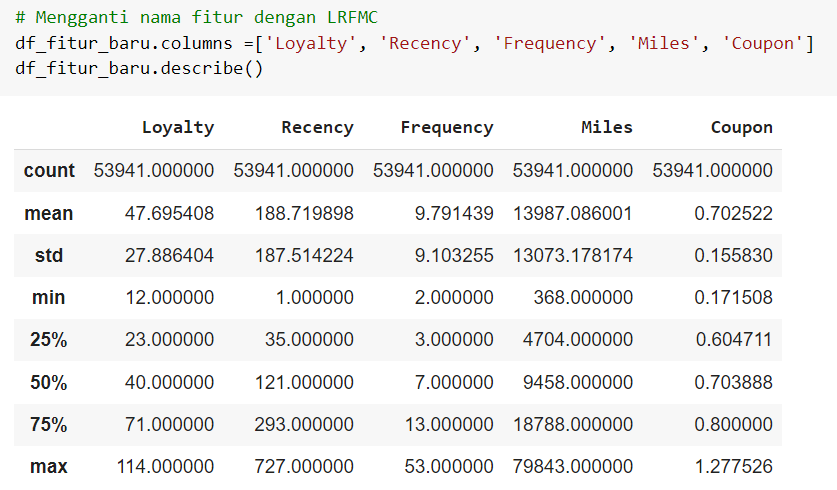 # Mengganti nama fitur dengan LRFMC
df_fitur_baru.columns =['Loyalty', 'Recency', 'Frequency', 'Miles', 'Coupon']
df_fitur_baru.describe()
Loyalty Recency Frequency Miles Coupon
count 53941.000000 53941.000000 53941.000000 53941.000000 53941.000000
mean 47.695408 188.719898 9.791439 13987.086001 0.702522
std 27.886404 187.514224 9.103255 13073.178174 0.155830
min 12.000000 1.000000 2.000000 368.000000 0.171508
25% 23.000000 35.000000 3.000000 4704.000000 0.604711
50% 40.000000 121.000000 7.000000 9458.000000 0.703888
75% 71.000000 293.000000 13.000000 18788.000000 0.800000
max 114.000000 727.000000 53.000000 79843.000000 1.277526